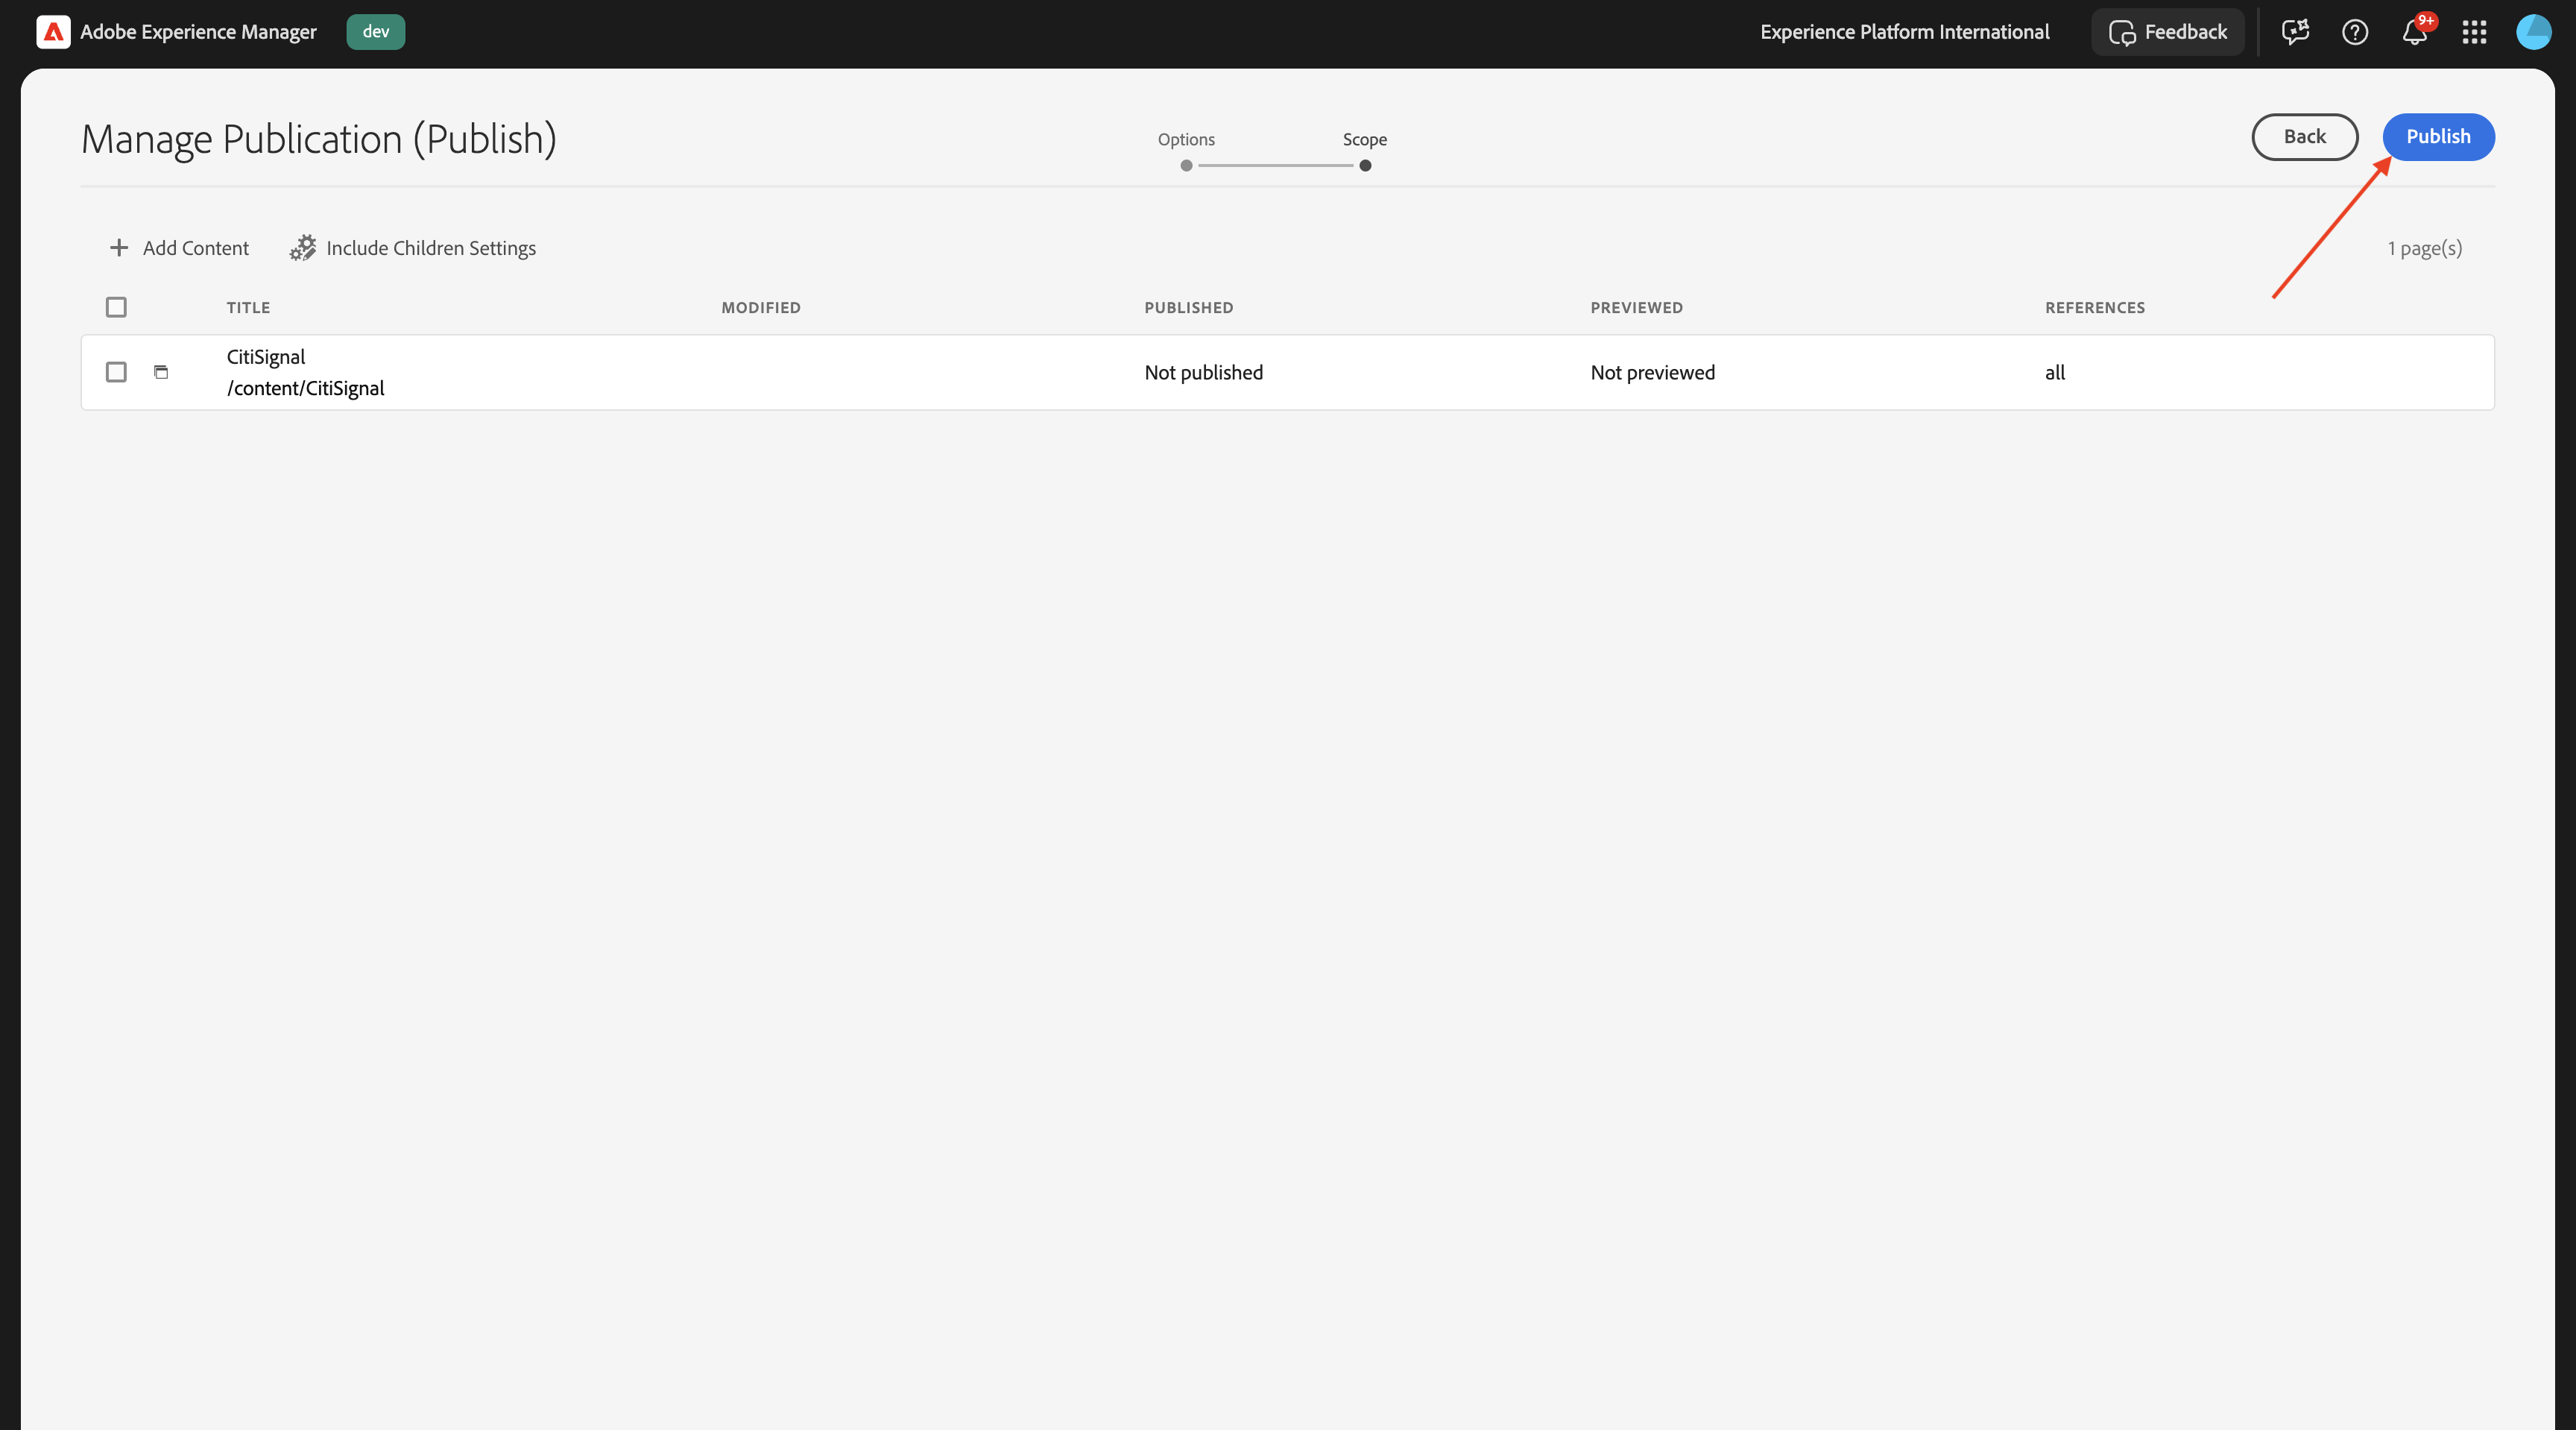 Adobe Experience Manager
dev
Experience Platform International
Feedback
9+
Manage Publication (Publish)
Options
Scope
Back
Publish
Add Content
Include Children Settings
1 page(s)
TITLE
MODIFIED
PUBLISHED
PREVIEWED
REFERENCES
CitiSignal
/content/CitiSignal
Not published
Not previewed
all